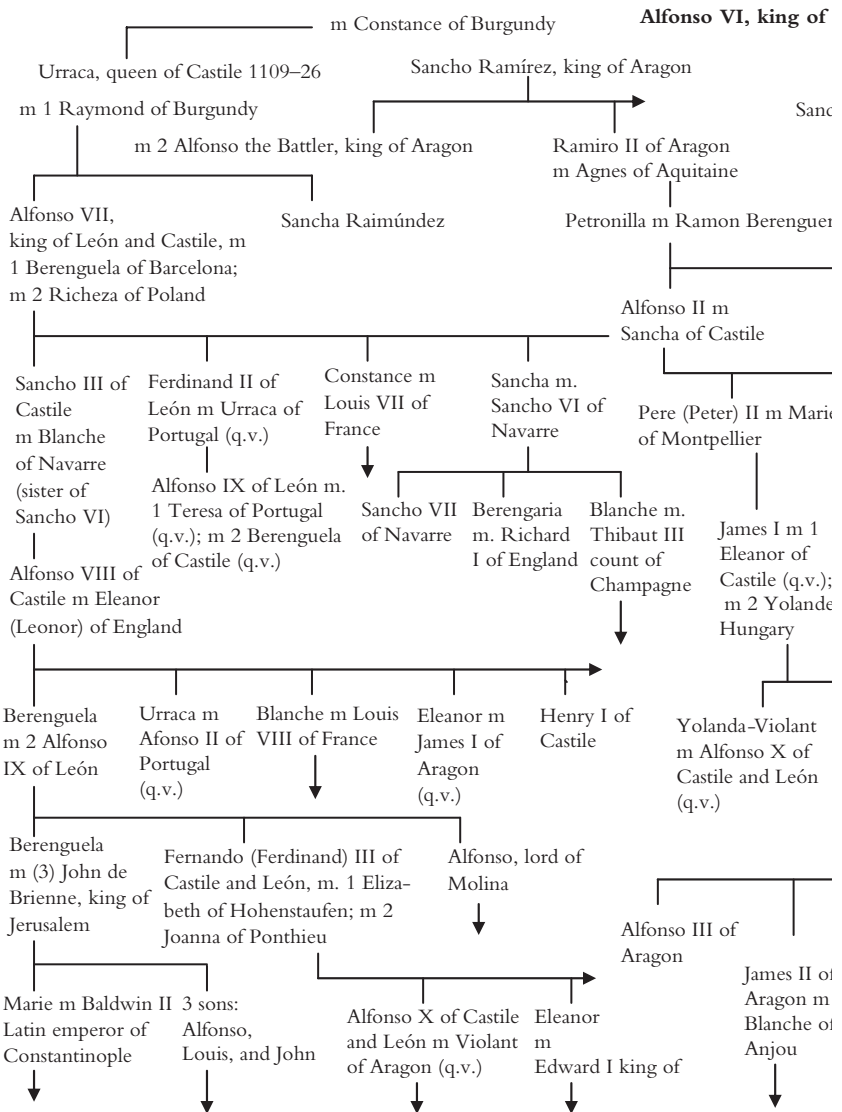 Alfonso VI, king of
m Constance of Burgundy
Urraca, queen of Castile 1109–26
Sancho Ramírez, king of Aragon
m 1 Raymond of Burgundy
m 2 Alfonso the Battler, king of Aragon
Ramiro II of Aragon
m Agnes of Aquitaine
Alfonso VII,
king of León and Castile, m
1 Berenguela of Barcelona;
m 2 Richeza of Poland
Sancha Raimúndez
Petronilla m Ramon Berenguer
Alfonso II m
Sancha of Castile
Sancho III of
Castile
m Blanche
of Navarre
(sister of
Sancho VI)
Ferdinand II of
León m Urraca of
Portugal (q.v.)
Constance m
Louis VII of
France
Sancha m.
Sancho VI of
Navarre
Pere (Peter) II m Marie
of Montpellier
Alfonso IX of León m.
1 Teresa of Portugal
(q.v.); m 2 Berenguela
of Castile (q.v.)
Sancho VII
of Navarre
Berengaria
m. Richard
I of England
Blanche m.
Thibaut III
count of
Champagne
James I m 1
Eleanor of
Castile (q.v.);
m 2 Yolande
Hungary
Alfonso VIII of
Castile m Eleanor
(Leonor) of England
Berenguela
m 2 Alfonso
IX of León
Urraca m
Afonso II of
Portugal
(q.v.)
Blanche m Louis
VIII of France
Eleanor m
James I of
Aragon
(q.v.)
Henry I of
Castile
Yolanda-Violant
m Alfonso X of
Castile and León
(q.v.)
Berenguela
m (3) John de
Brienne, king of
Jerusalem
Fernando (Ferdinand) III of
Castile and León, m. 1 Eliza-
beth of Hohenstaufen; m 2
Joanna of Ponthieu
Alfonso, lord of
Molina
Alfonso III of
Aragon
James II of
Aragon m
Blanche of
Anjou
Marie m Baldwin II
Latin emperor of
Constantinople
3 sons:
Alfonso,
Louis, and John
Alfonso X of Castile
and León m Violant
of Aragon (q.v.)
Eleanor
m
Edward I king of